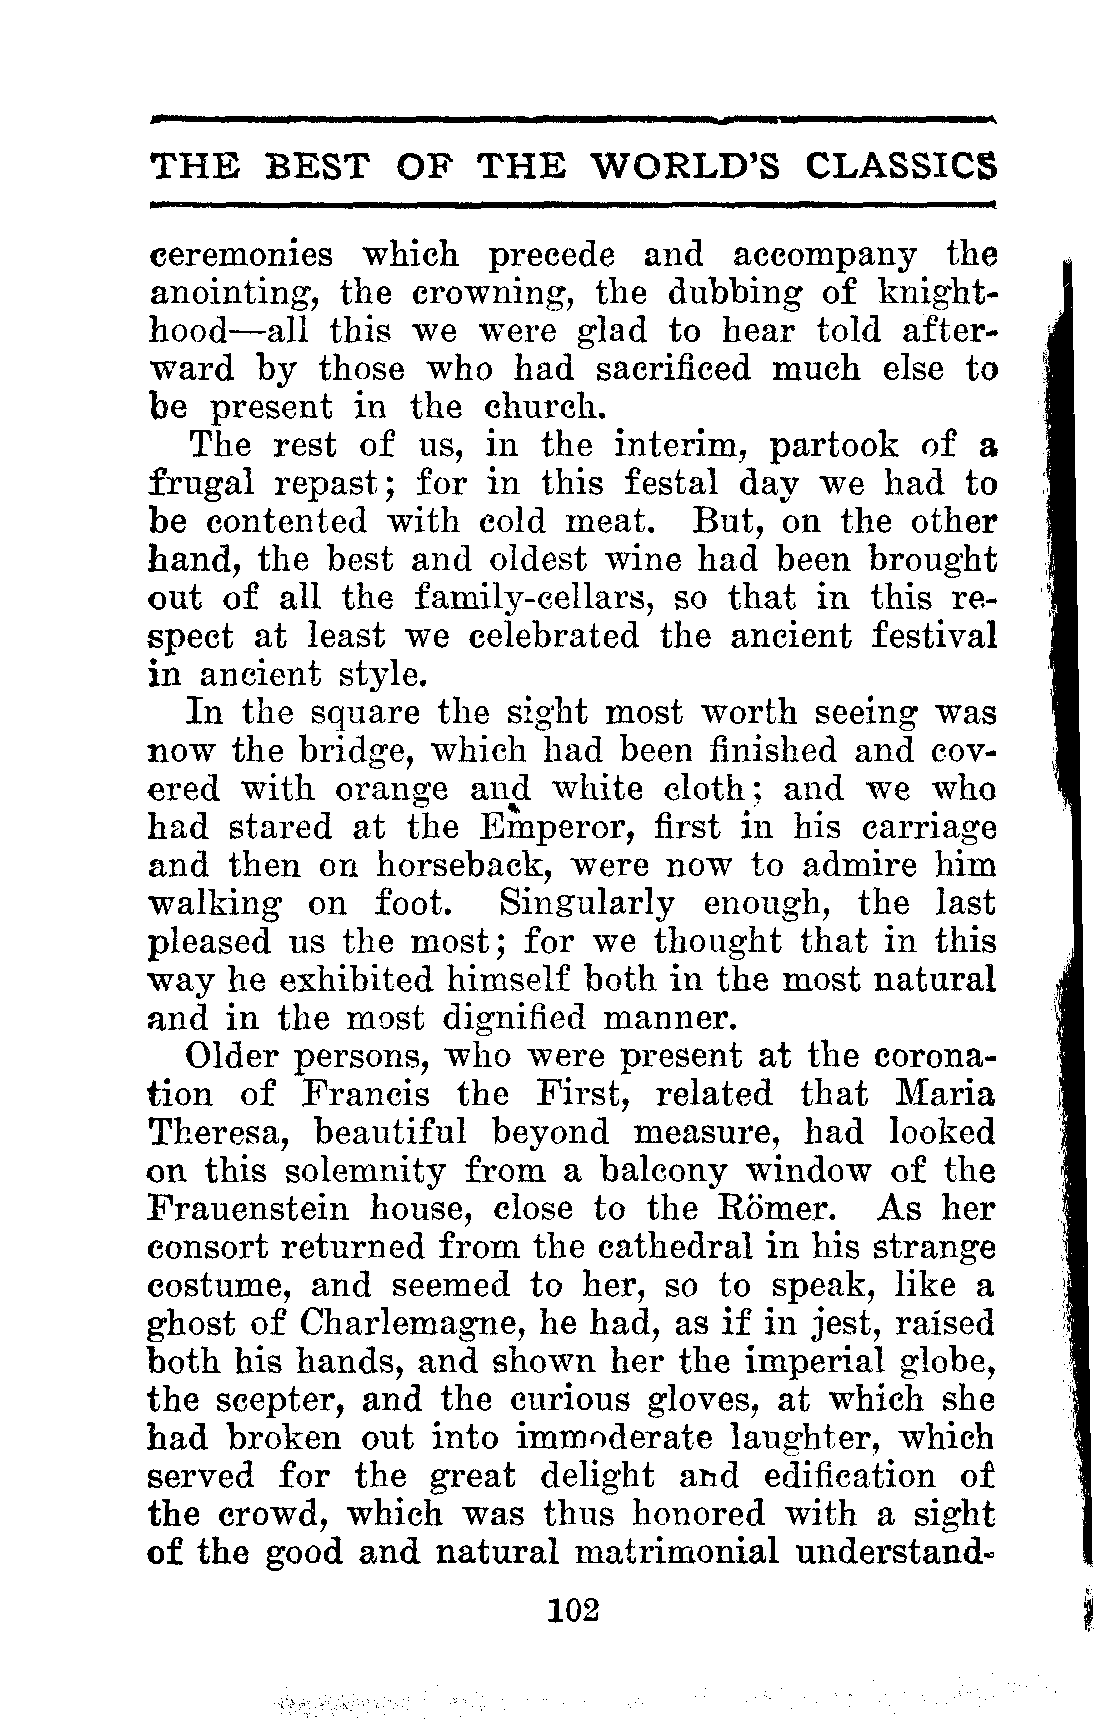 THE BEST OF THE WORLD'S CLASSICS
ceremonies which precede and accompany the
anointing, the crowning, the dubbing of knight-
hood—all this we were glad to hear told after-
ward by those who had sacrificed much else to
be present in the church.
The rest of us, in the interim, partook of a
frugal repast; for in this festal day we had to
be contented with cold meat. But, on the other
hand, the best and oldest wine had been brought
out of all the family-cellars, so that in this re-
spect at least we celebrated the ancient festival
in ancient style.
In the square the sight most worth seeing was
now the bridge, which had been finished and cov-
ered with orange and white cloth; and we who
had stared at the Emperor, first in his carriage
and then on horseback, were now to admire him
walking on foot. Singularly enough, the last
pleased us the most; for we thought that in this
way he exhibited himself both in the most natural
and in the most dignified manner.
Older persons, who were present at the corona-
tion of Francis the First, related that Maria
Theresa, beautiful beyond measure, had looked
on this solemnity from a balcony window of the
Frauenstein house, close to the Römer. As her
consort returned from the cathedral in his strange
costume, and seemed to her, so to speak, like a
ghost of Charlemagne, he had, as if in jest, raised
both his hands, and shown her the imperial globe,
the scepter, and the curious gloves, at which she
had broken out into immoderate laughter, which
served for the great delight and edification of
the crowd, which was thus honored with a sight
of the good and natural matrimonial understand-
102